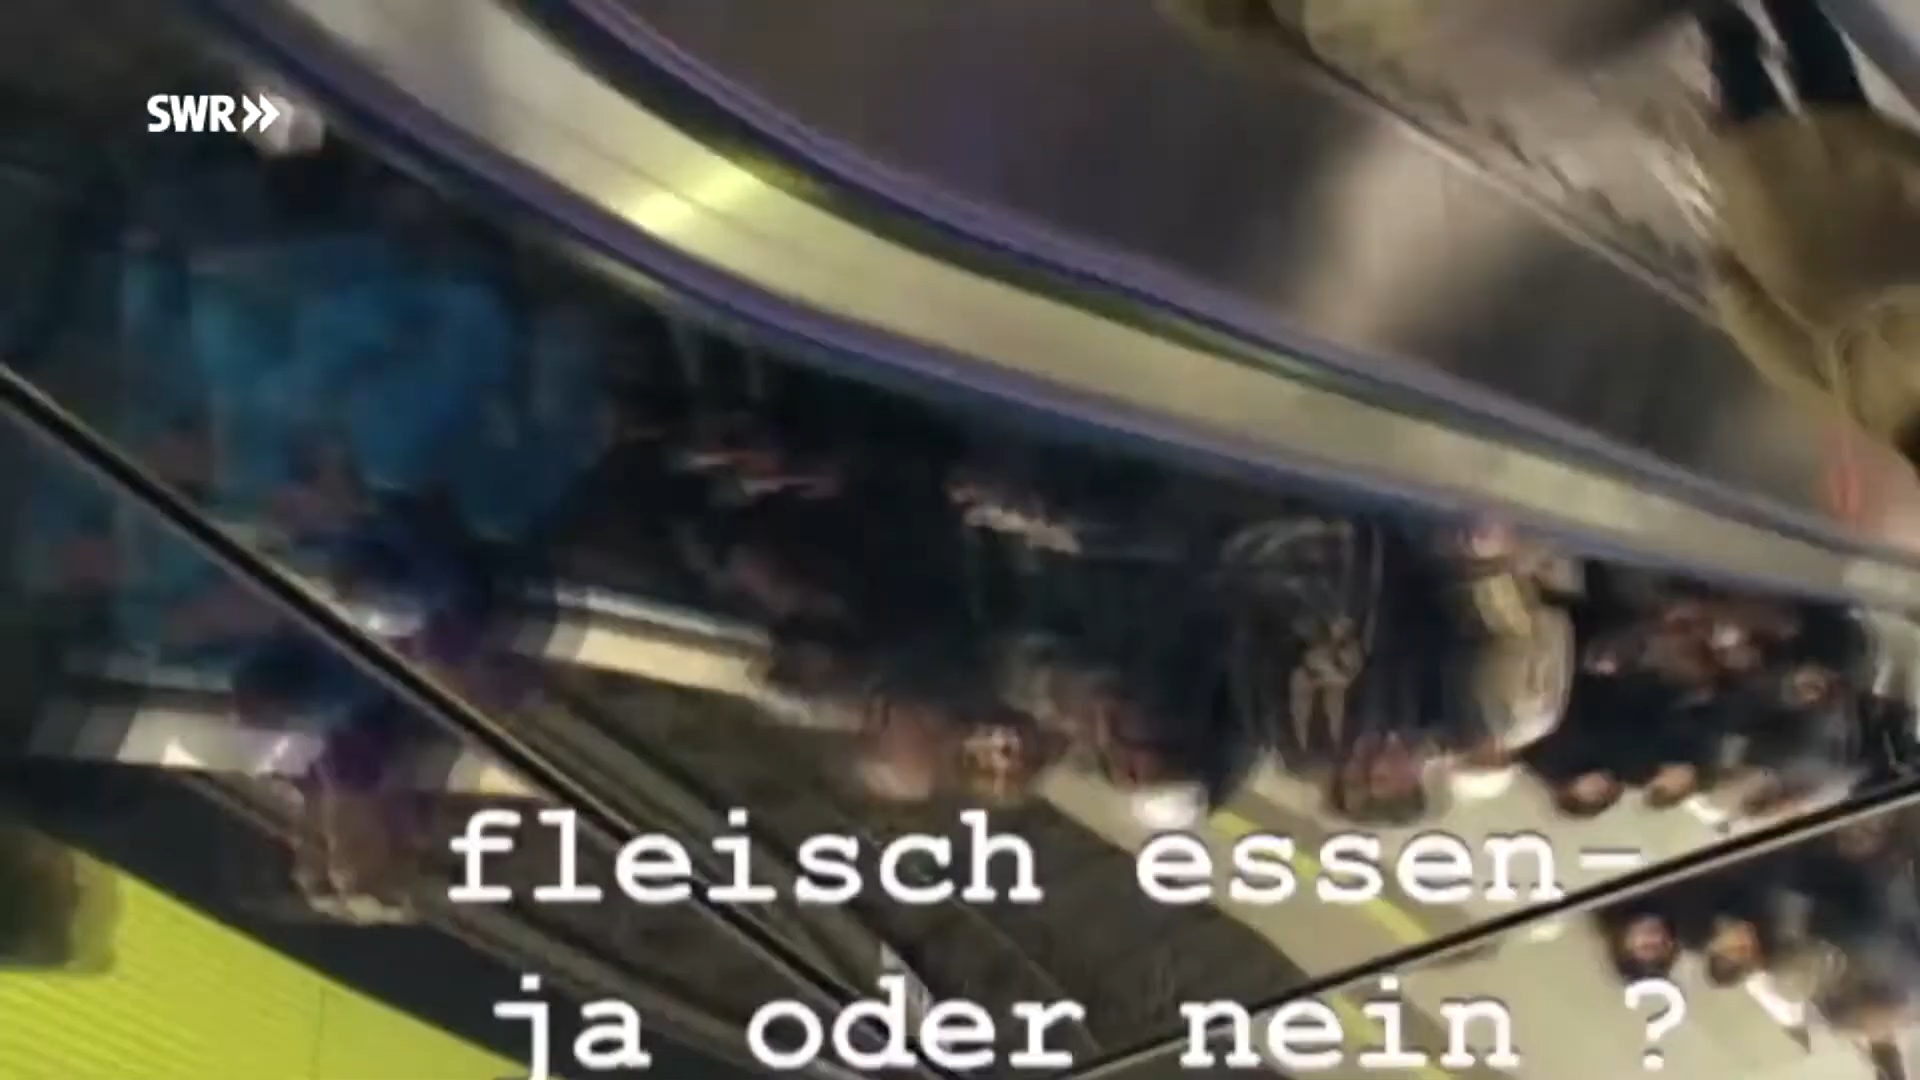 SWR»
fleisch essen-
ja oder nein ?